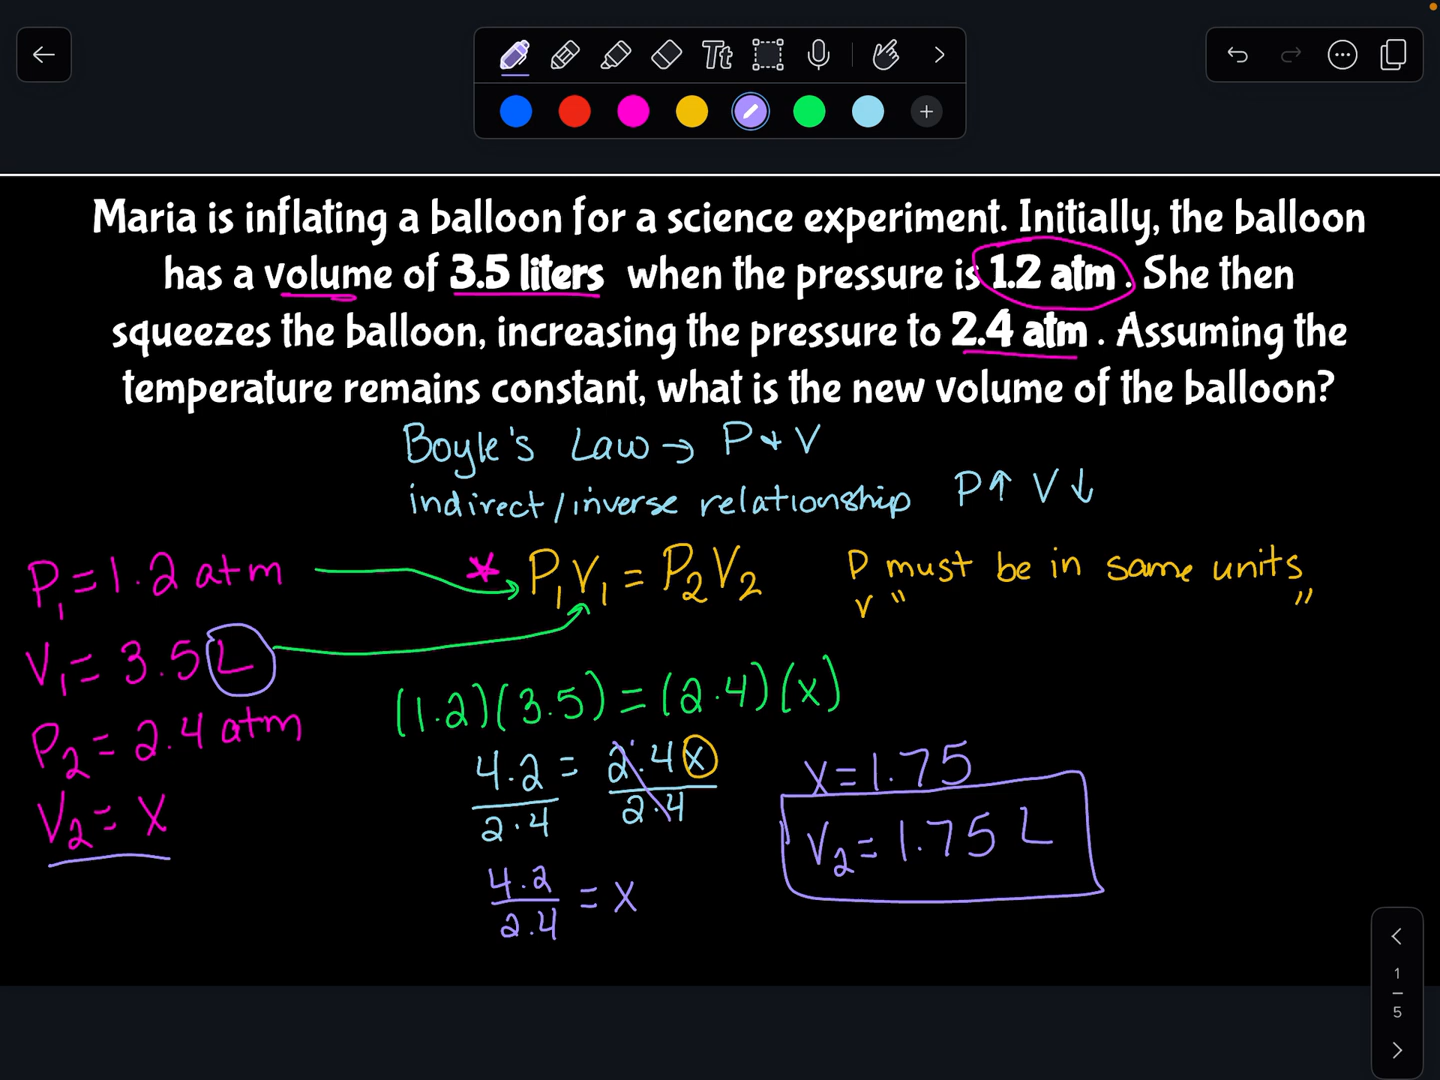 Tt
Maria is inflating a balloon for a science experiment. Initially, the balloon
has a volume of 3.5 liters when the pressure is 1.2 atm. She then
squeezes the balloon, increasing the pressure to 2.4 atm. Assuming the
temperature remains constant, what is the new volume of the balloon?
Boyle's Law → P + V
indirect/inverse relationship P↑ V↓
P₁ = 1.2 atm
* P₁V₁ = P₂V₂
P must be in same units
V " "
V₁ = 3.5 L
(1.2)(3.5) = (2.4)(x)
P₂ = 2.4 atm
4.2 = 2.4x
2.4 2.4
x = 1.75
V₂ = x
V₂ = 1.75 L
4.2 = x
2.4
1
5